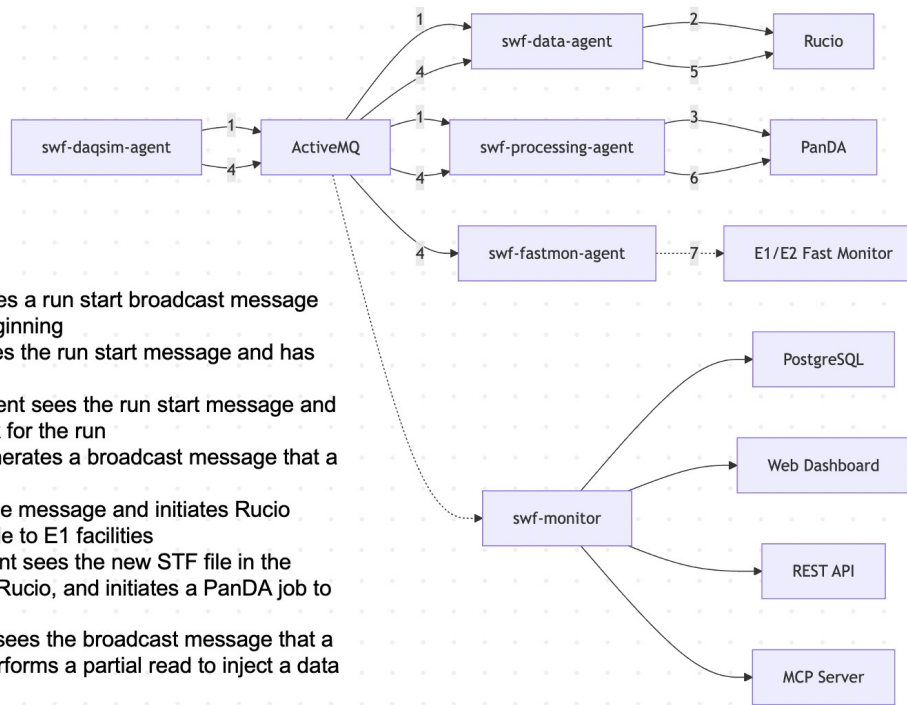 1
2
swf-data-agent
Rucio
4
5
1
1
3
swf-daqsim-agent
ActiveMQ
swf-processing-agent
PanDA
4
4
6
4
swf-fastmon-agent
7
E1/E2 Fast Monitor
es a run start broadcast message
ginning
es the run start message and has
ent sees the run start message and
for the run
nerates a broadcast message that a
e message and initiates Rucio
le to E1 facilities
nt sees the new STF file in the
Rucio, and initiates a PanDA job to
sees the broadcast message that a
rforms a partial read to inject a data
PostgreSQL
Web Dashboard
swf-monitor
REST API
MCP Server